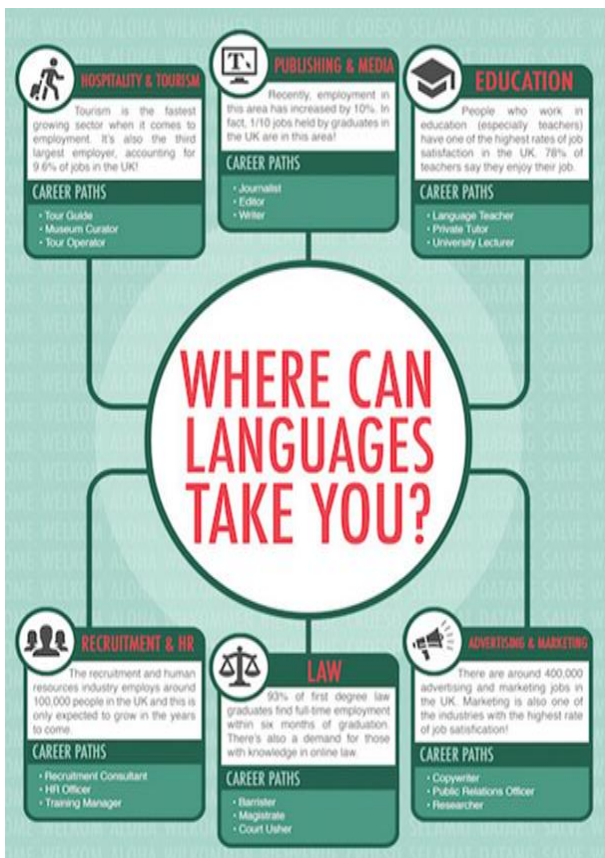 HOSPITALITY & TOURISM
Tourism is the fastest
growing sector when it comes to
employment. It's also the third
largest employer, accounting for
9.6% of jobs in the UK!
CAREER PATHS
• Tour Guide
• Museum Curator
• Tour Operator
PUBLISHING & MEDIA
Recently, employment in
this area has increased by 10%. In
fact, 1/10 jobs held by graduates in
the UK are in this area!
CAREER PATHS
• Journalist
• Editor
• Writer
EDUCATION
People who work in
education (especially teachers)
have one of the highest rates of job
satisfaction in the UK. 78% of
teachers say they enjoy their job.
CAREER PATHS
• Language Teacher
• Private Tutor
• University Lecturer
WHERE CAN
LANGUAGES
TAKE YOU?
RECRUITMENT & HR
The recruitment and human
resources industry employs around
100,000 people in the UK and this is
only expected to grow in the years
to come.
CAREER PATHS
• Recruitment Consultant
• HR Officer
• Training Manager
LAW
93% of first degree law
graduates find full-time employment
within six months of graduation.
There's also a demand for those
with knowledge in online law.
CAREER PATHS
• Barrister
• Magistrate
• Court Usher
ADVERTISING & MARKETING
There are around 400,000
advertising and marketing jobs in
the UK. Marketing is also one of
the industries with the highest rate
of job satisfication!
CAREER PATHS
• Copywriter
• Public Relations Officer
• Researcher